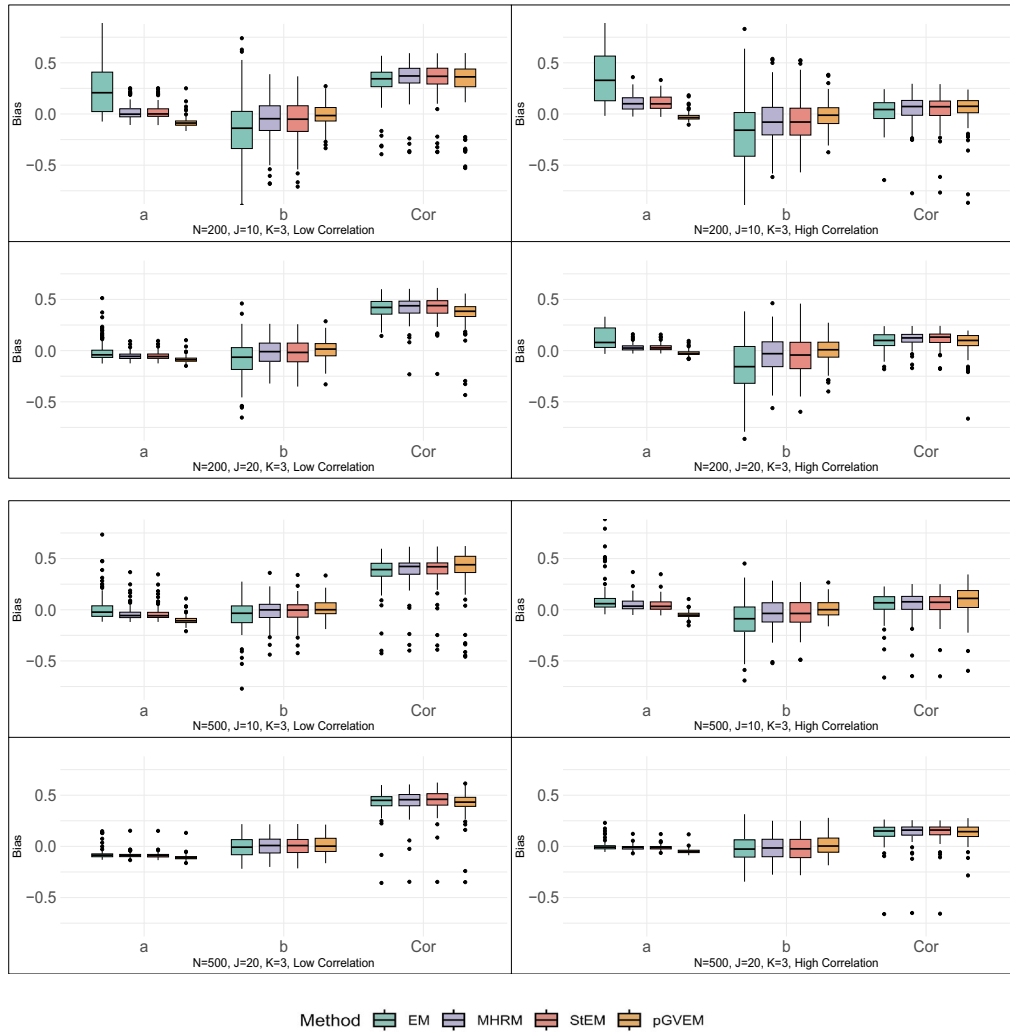 0.5
0.0
−0.5
Bias
a b Cor
N=200, J=10, K=3, Low Correlation
0.5
0.0
−0.5
Bias
a b Cor
N=200, J=10, K=3, High Correlation
0.5
0.0
−0.5
Bias
a b Cor
N=200, J=20, K=3, Low Correlation
0.5
0.0
−0.5
Bias
a b Cor
N=200, J=20, K=3, High Correlation
0.5
0.0
−0.5
Bias
a b Cor
N=500, J=10, K=3, Low Correlation
0.5
0.0
−0.5
Bias
a b Cor
N=500, J=10, K=3, High Correlation
0.5
0.0
−0.5
Bias
a b Cor
N=500, J=20, K=3, Low Correlation
0.5
0.0
−0.5
Bias
a b Cor
N=500, J=20, K=3, High Correlation
Method EM MHRM StEM pGVEM